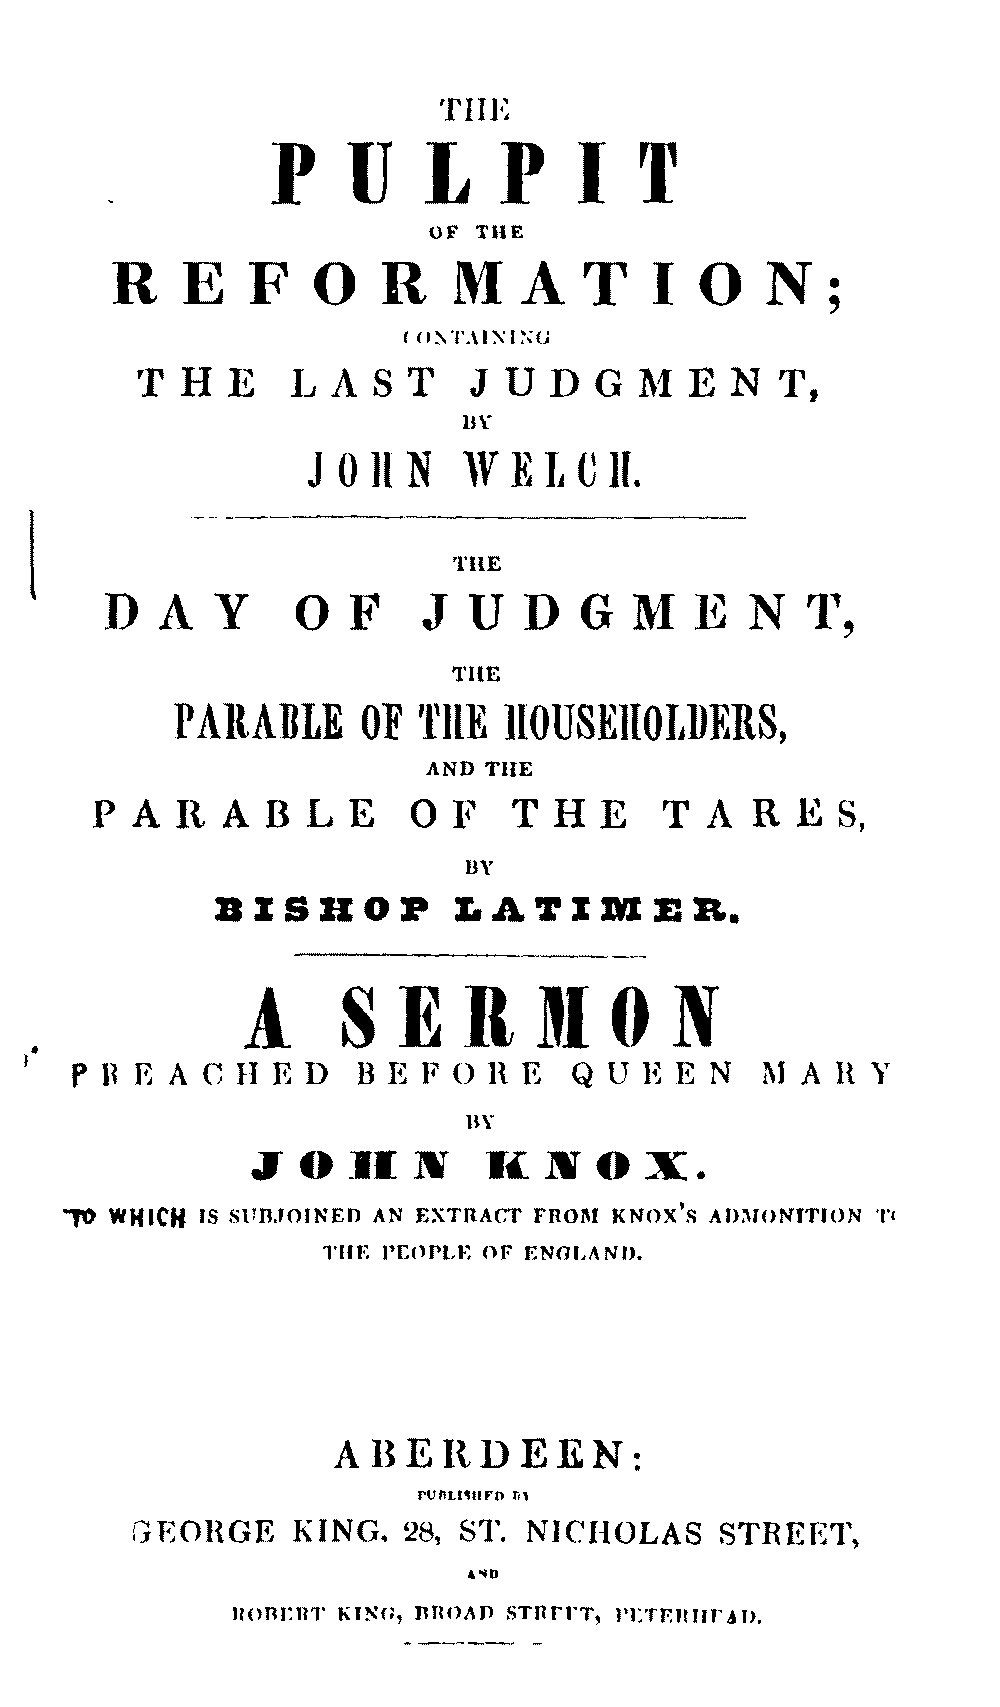 THE
PULPIT
OF THE
REFORMATION;
CONTAINING
THE LAST JUDGMENT,
BY
JOHN WELCH.
THE
DAY OF JUDGMENT,
THE
PARABLE OF THE HOUSEHOLDERS,
AND THE
PARABLE OF THE TARES,
BY
BISHOP LATIMER.
A SERMON
PREACHED BEFORE QUEEN MARY
BY
JOHN KNOX.
TO WHICH IS SUBJOINED AN EXTRACT FROM KNOX'S ADMONITION TO
THE PEOPLE OF ENGLAND.
ABERDEEN:
PUBLISHED BY
GEORGE KING, 28, ST. NICHOLAS STREET,
AND
ROBERT KING, BROAD STREET, PETERHEAD.